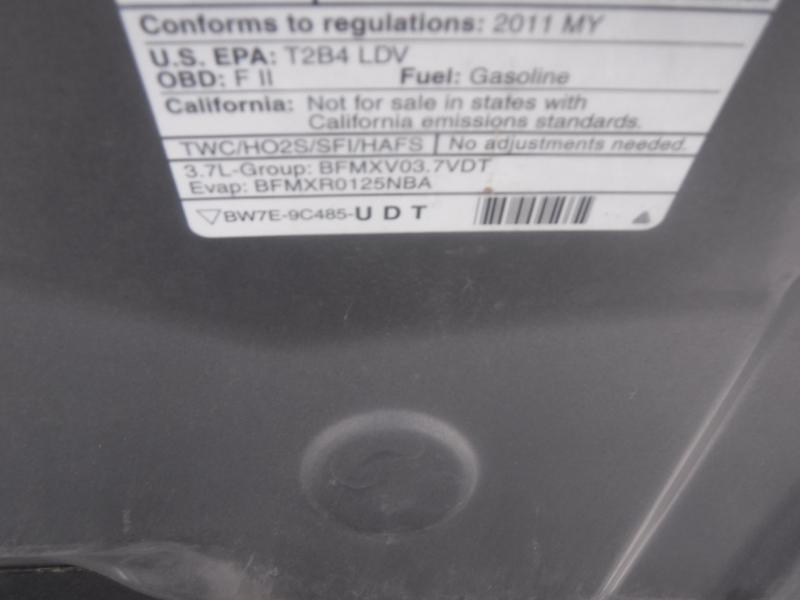 Conforms to regulations: 2011 MY
U.S. EPA: T2B4 LDV
OBD: F II Fuel: Gasoline
California: Not for sale in states with
California emissions standards.
TWC/HO2S/SFI/HAFS No adjustments needed.
3.7L-Group: BFMXV03.7VDT
Evap: BFMXR0125NBA
BW7E-9C485-U D T